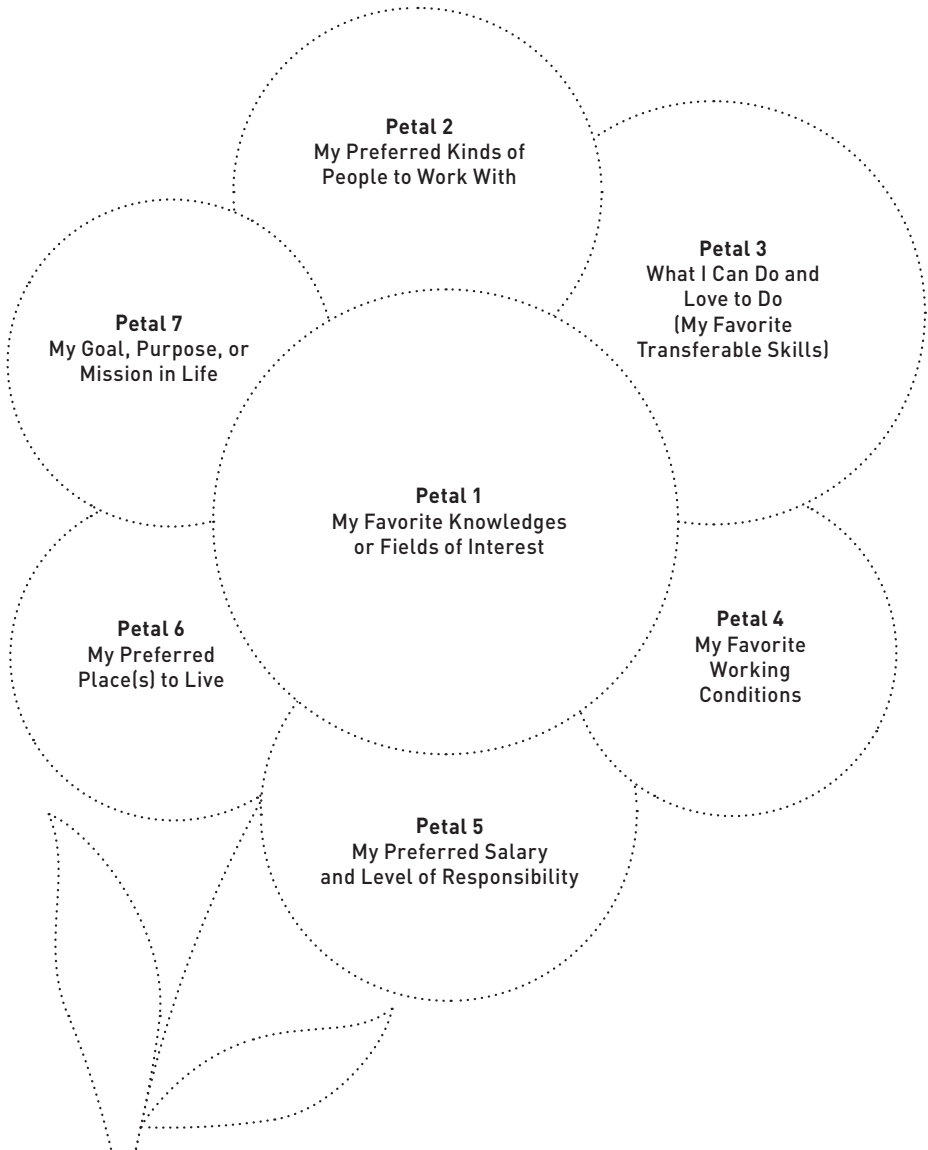 Petal 2
My Preferred Kinds of
People to Work With
Petal 3
What I Can Do and
Love to Do
(My Favorite
Transferable Skills)
Petal 7
My Goal, Purpose, or
Mission in Life
Petal 1
My Favorite Knowledges
or Fields of Interest
Petal 6
My Preferred
Place(s) to Live
Petal 4
My Favorite
Working
Conditions
Petal 5
My Preferred Salary
and Level of Responsibility